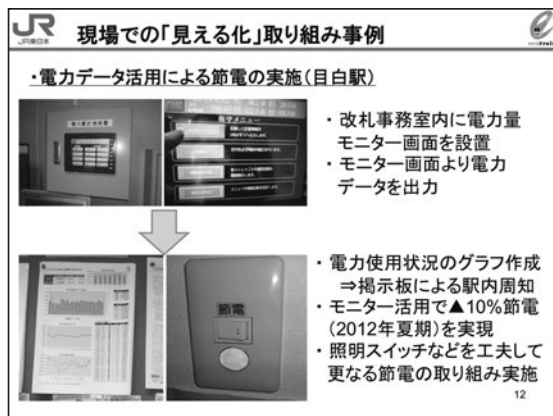 JR
JR東日本
現場での「見える化」取り組み事例
・電力データ活用による節電の実施(目白駅)
・改札事務室内に電力量
モニター画面を設置
・モニター画面より電力
データを出力
・電力使用状況のグラフ作成
⇒掲示板による駅内周知
・モニター活用で▲10%節電
(2012年夏期)を実現
・照明スイッチなどを工夫して
更なる節電の取り組み実施
節電
12